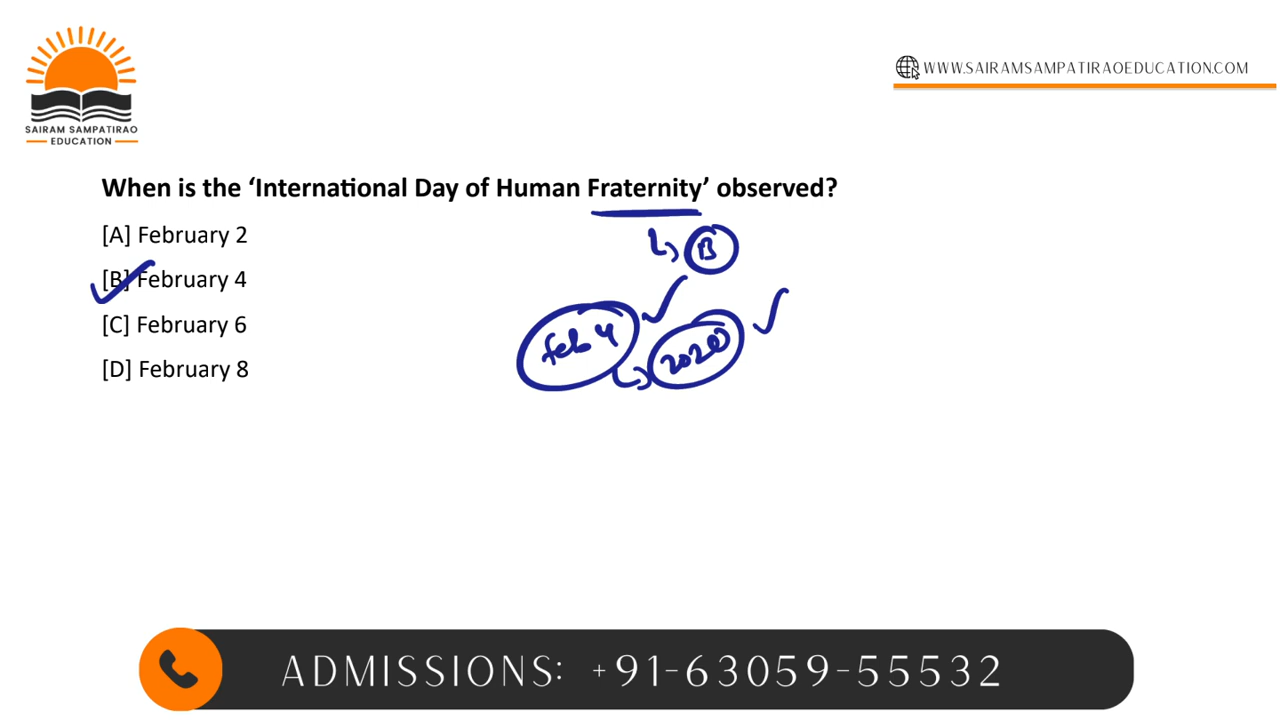 SAIRAM SAMPATIRAO
EDUCATION
WWW.SAIRAMSAMPATIRAOEDUCATION.COM
When is the ‘International Day of Human Fraternity’ observed?
[A] February 2
B
[B] February 4
[C] February 6
feb 4
2020
[D] February 8
ADMISSIONS: +91-63059-55532